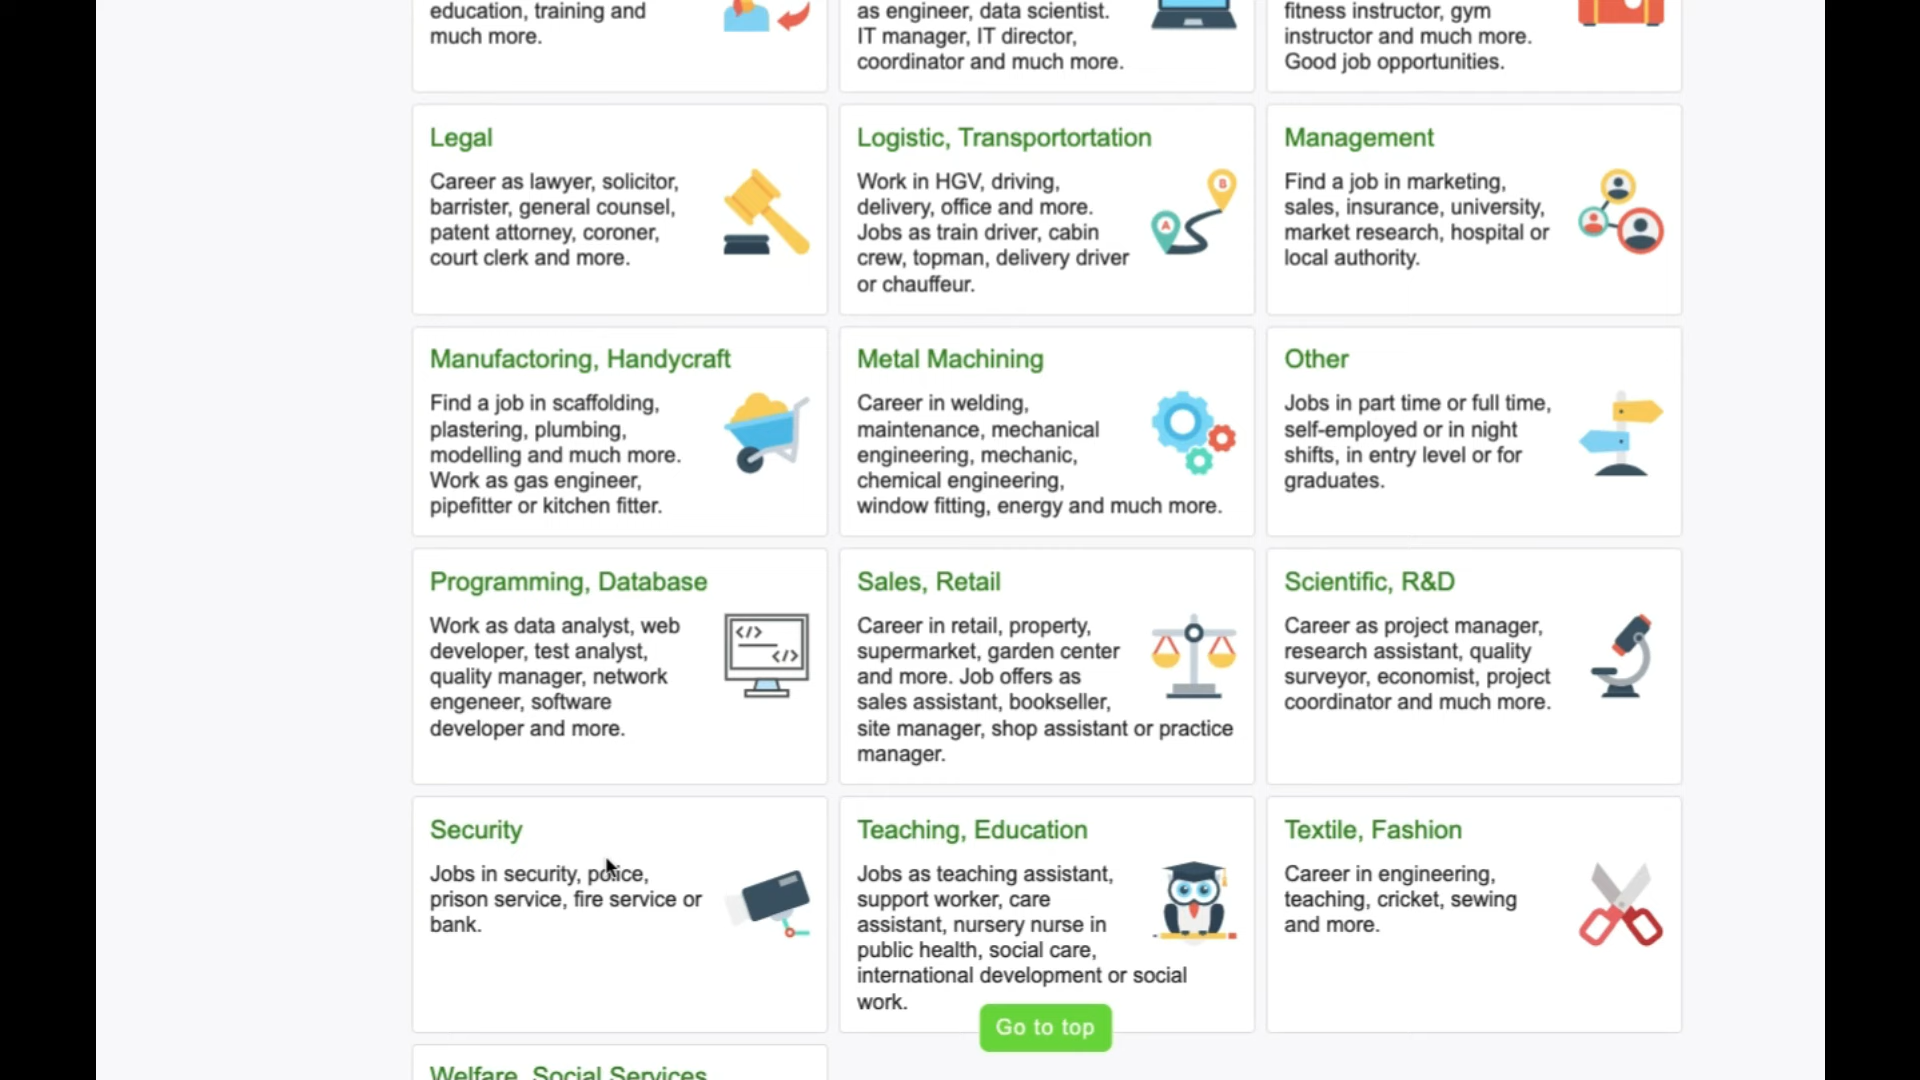 education, training and
much more.
as engineer, data scientist.
IT manager, IT director,
coordinator and much more.
fitness instructor, gym
instructor and much more.
Good job opportunities.
Legal
Career as lawyer, solicitor,
barrister, general counsel,
patent attorney, coroner,
court clerk and more.
Logistic, Transportortation
Work in HGV, driving,
delivery, office and more.
Jobs as train driver, cabin
crew, topman, delivery driver
or chauffeur.
A
B
Management
Find a job in marketing,
sales, insurance, university,
market research, hospital or
local authority.
Manufactoring, Handycraft
Find a job in scaffolding,
plastering, plumbing,
modelling and much more.
Work as gas engineer,
pipefitter or kitchen fitter.
Metal Machining
Career in welding,
maintenance, mechanical
engineering, mechanic,
chemical engineering,
window fitting, energy and much more.
Other
Jobs in part time or full time,
self-employed or in night
shifts, in entry level or for
graduates.
Programming, Database
Work as data analyst, web
developer, test analyst,
quality manager, network
engeneer, software
developer and more.
</>
</>
Sales, Retail
Career in retail, property,
supermarket, garden center
and more. Job offers as
sales assistant, bookseller,
site manager, shop assistant or practice
manager.
Scientific, R&D
Career as project manager,
research assistant, quality
surveyor, economist, project
coordinator and much more.
Security
Jobs in security, police,
prison service, fire service or
bank.
Teaching, Education
Jobs as teaching assistant,
support worker, care
assistant, nursery nurse in
public health, social care,
international development or social
work.
Textile, Fashion
Career in engineering,
teaching, cricket, sewing
and more.
Go to top
Welfare, Social Services